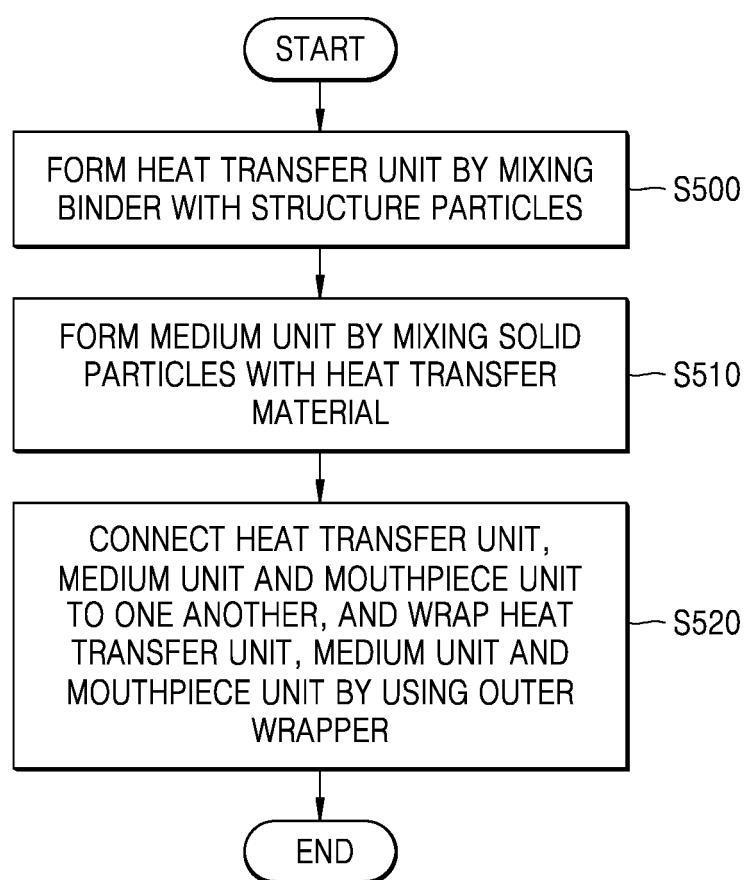 START
FORM HEAT TRANSFER UNIT BY MIXING
BINDER WITH STRUCTURE PARTICLES
S500
FORM MEDIUM UNIT BY MIXING SOLID
PARTICLES WITH HEAT TRANSFER
MATERIAL
S510
CONNECT HEAT TRANSFER UNIT,
MEDIUM UNIT AND MOUTHPIECE UNIT
TO ONE ANOTHER, AND WRAP HEAT
TRANSFER UNIT, MEDIUM UNIT AND
MOUTHPIECE UNIT BY USING OUTER
WRAPPER
S520
END